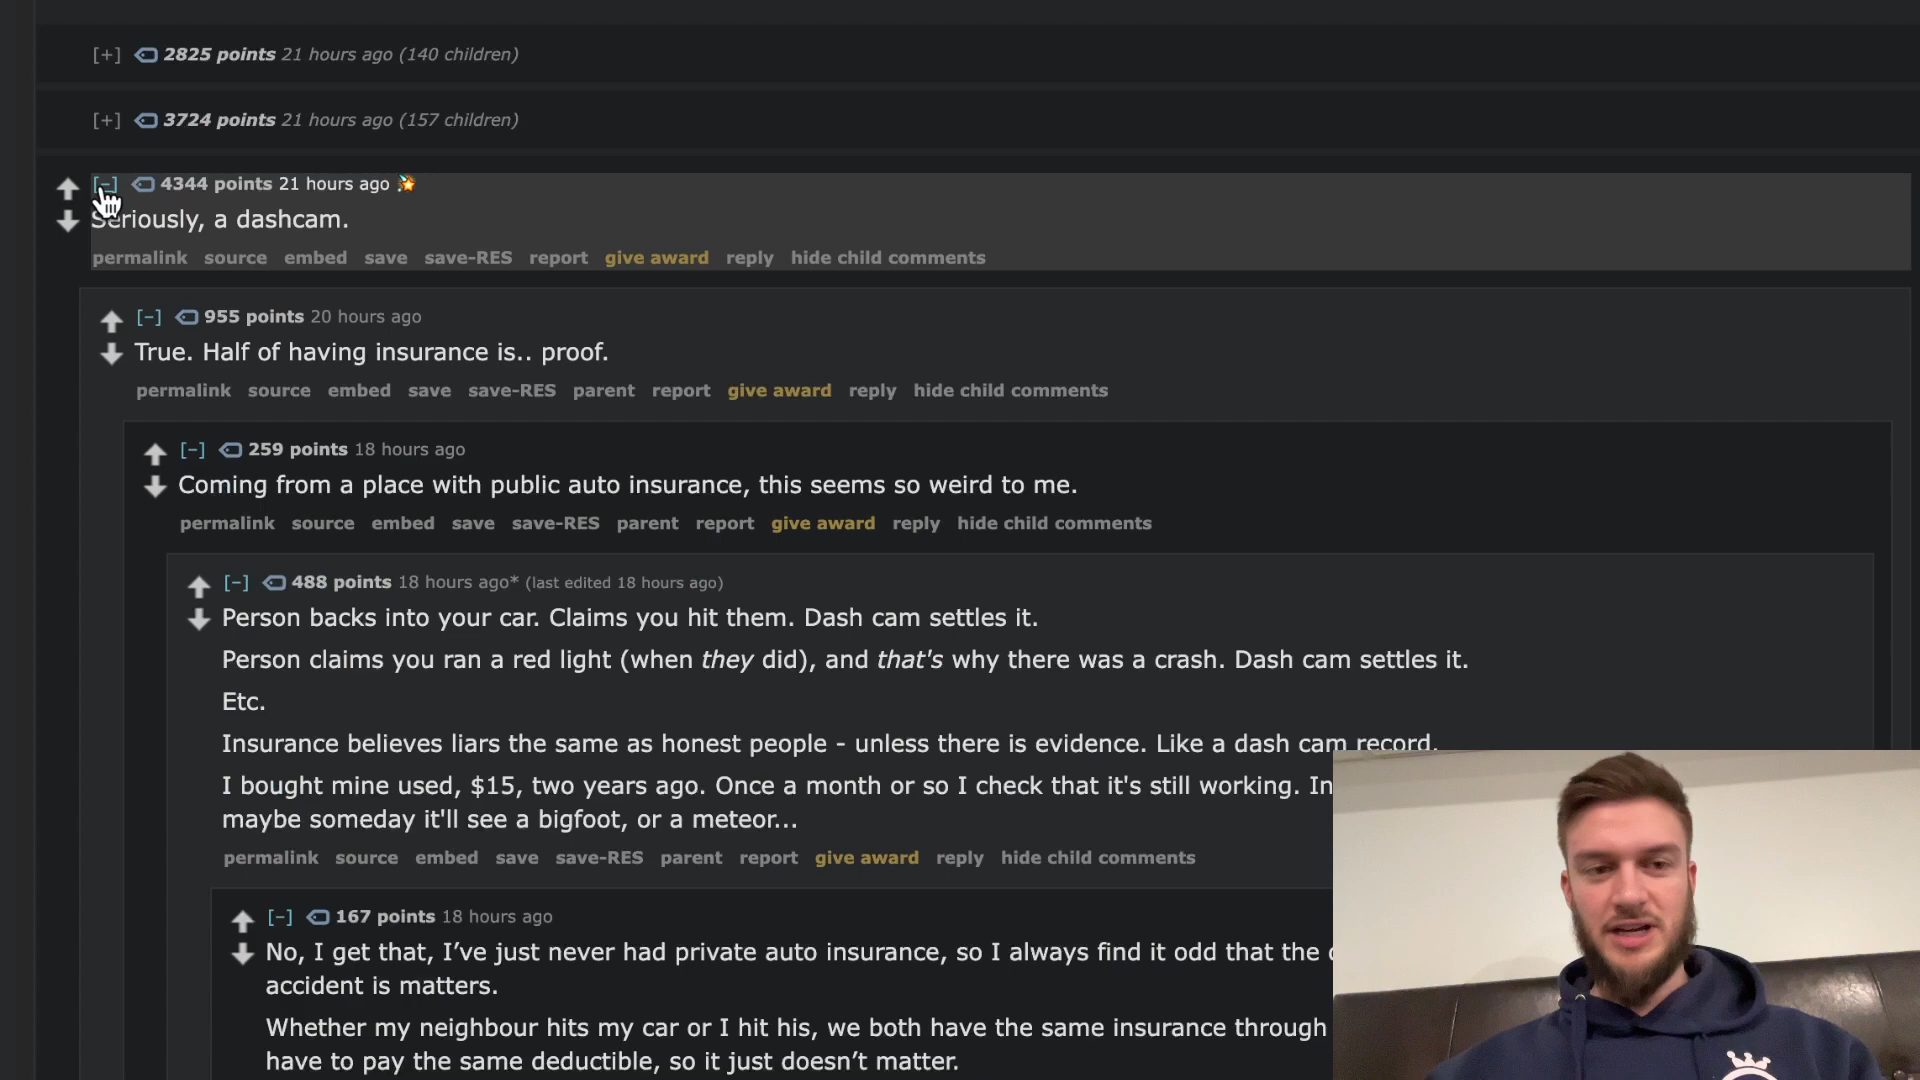 [+] 2825 points 21 hours ago (140 children)
[+] 3724 points 21 hours ago (157 children)
[-] 4344 points 21 hours ago
Seriously, a dashcam.
permalink source embed save save-RES report give award reply hide child comments
[-] 955 points 20 hours ago
True. Half of having insurance is.. proof.
permalink source embed save save-RES parent report give award reply hide child comments
[-] 259 points 18 hours ago
Coming from a place with public auto insurance, this seems so weird to me.
permalink source embed save save-RES parent report give award reply hide child comments
[-] 488 points 18 hours ago* (last edited 18 hours ago)
Person backs into your car. Claims you hit them. Dash cam settles it.
Person claims you ran a red light (when they did), and that's why there was a crash. Dash cam settles it.
Etc.
Insurance believes liars the same as honest people - unless there is evidence. Like a dash cam record.
I bought mine used, $15, two years ago. Once a month or so I check that it's still working. In
maybe someday it'll see a bigfoot, or a meteor...
permalink source embed save save-RES parent report give award reply hide child comments
[-] 167 points 18 hours ago
No, I get that, I’ve just never had private auto insurance, so I always find it odd that the
accident is matters.
Whether my neighbour hits my car or I hit his, we both have the same insurance through
have to pay the same deductible, so it just doesn’t matter.